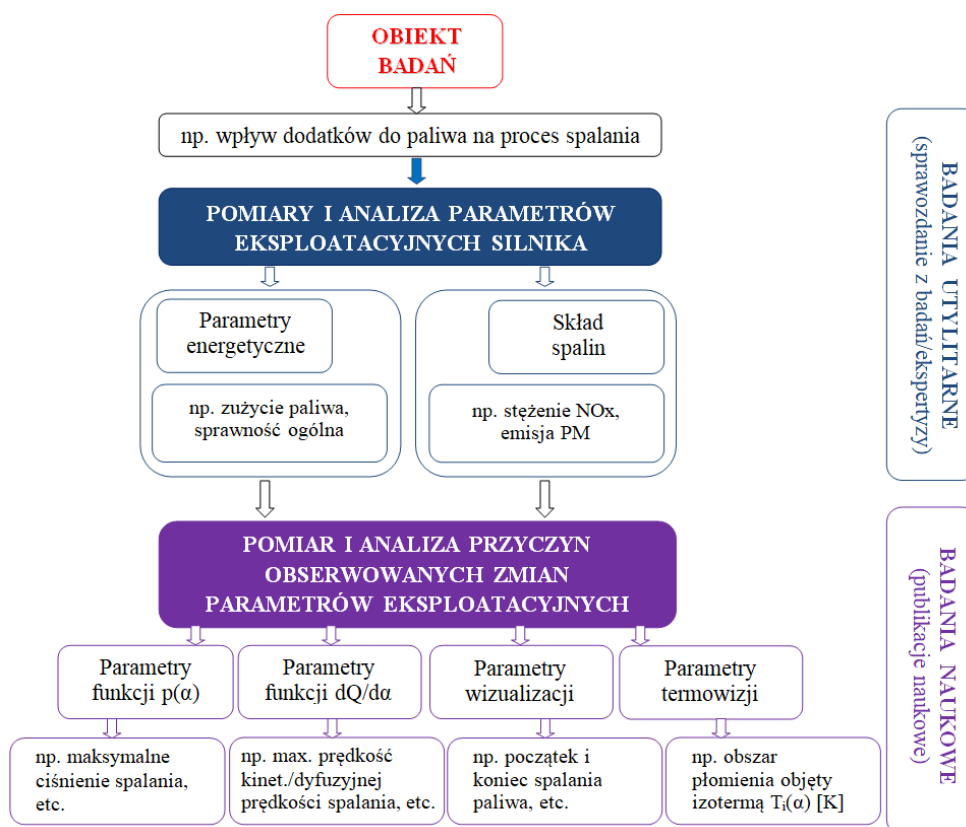 OBIEKT
BADAŃ
np. wpływ dodatków do paliwa na proces spalania
POMIARY I ANALIZA PARAMETRÓW
EKSPLOATACYJNYCH SILNIKA
Parametry
energetyczne
np. zużycie paliwa,
sprawność ogólna
Skład
spalin
np. stężenie NOx,
emisja PM
POMIAR I ANALIZA PRZYCZYN
OBSERWOWANYCH ZMIAN
PARAMETRÓW EKSPLOATACYJNYCH
Parametry
funkcji p(α)
Parametry
funkcji dQ/dα
Parametry
wizualizacji
Parametry
termowizji
np. maksymalne
ciśnienie spalania,
etc.
np. max. prędkość
kinet./dyfuzyjnej
prędkości spalania, etc.
np. początek i
koniec spalania
paliwa, etc.
np. obszar
płomienia objęty
izotermą Tᵢ(α) [K]
BADANIA UTYLITARNE
(sprawozdanie z badań/ekspertyzy)
BADANIA NAUKOWE
(publikacje naukowe)